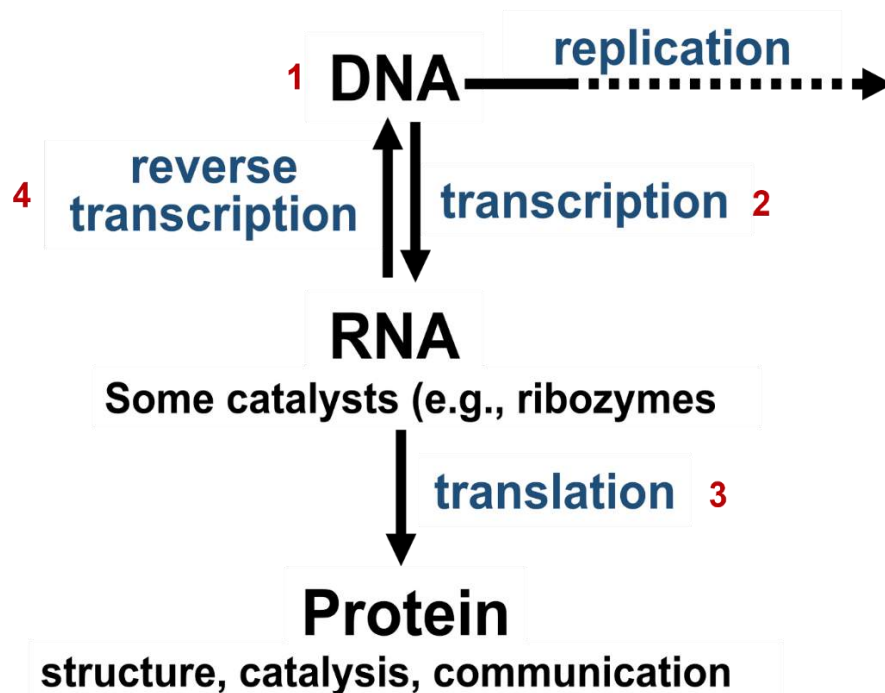 replication
1 DNA
4 reverse transcription
transcription 2
RNA
Some catalysts (e.g., ribozymes
translation 3
Protein
structure, catalysis, communication